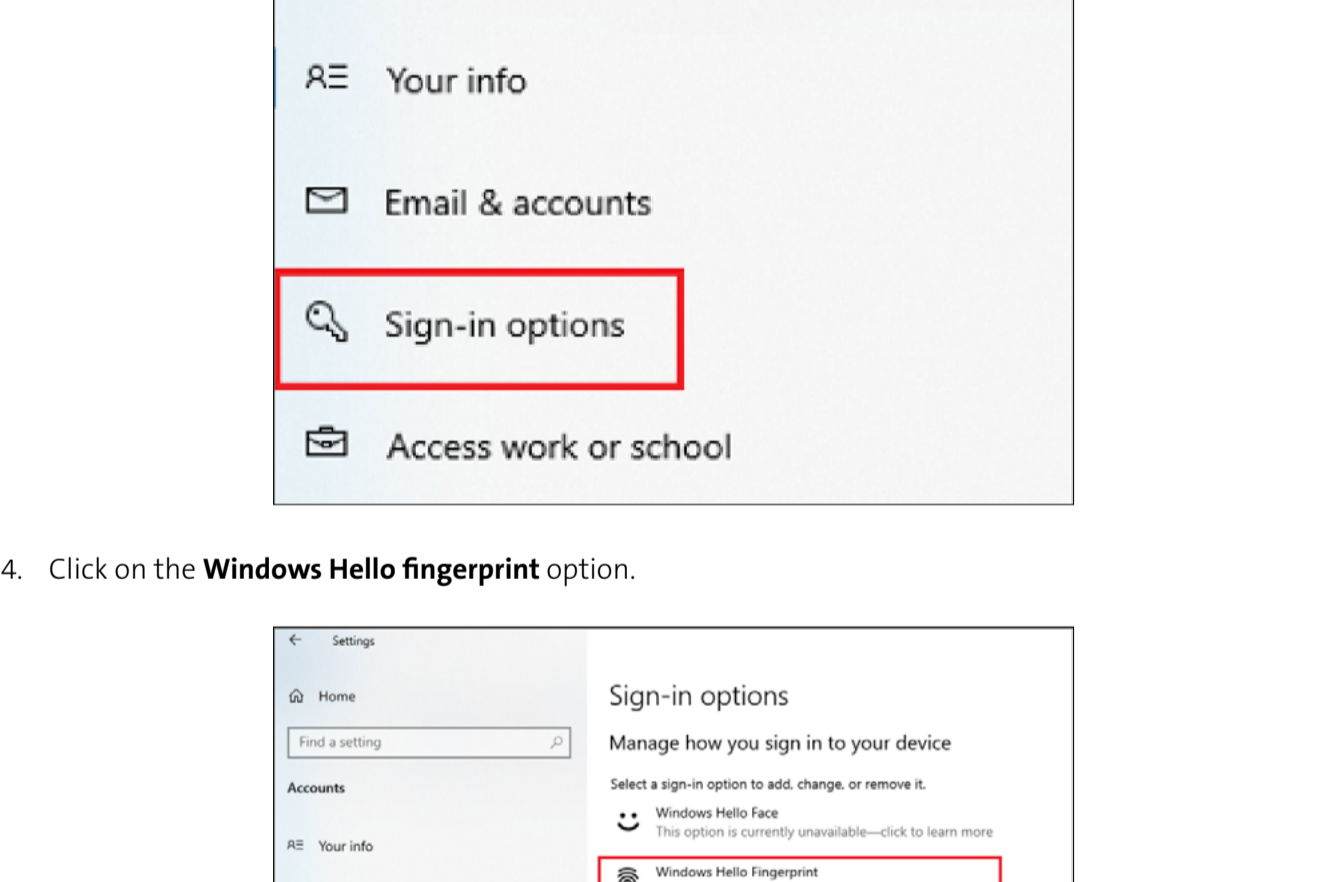 Your info
Email & accounts
Sign-in options
Access work or school
4. Click on the Windows Hello fingerprint option.
Settings
Home
Find a setting
Accounts
Your info
Sign-in options
Manage how you sign in to your device
Select a sign-in option to add, change, or remove it.
Windows Hello Face
This option is currently unavailable—click to learn more
Windows Hello Fingerprint